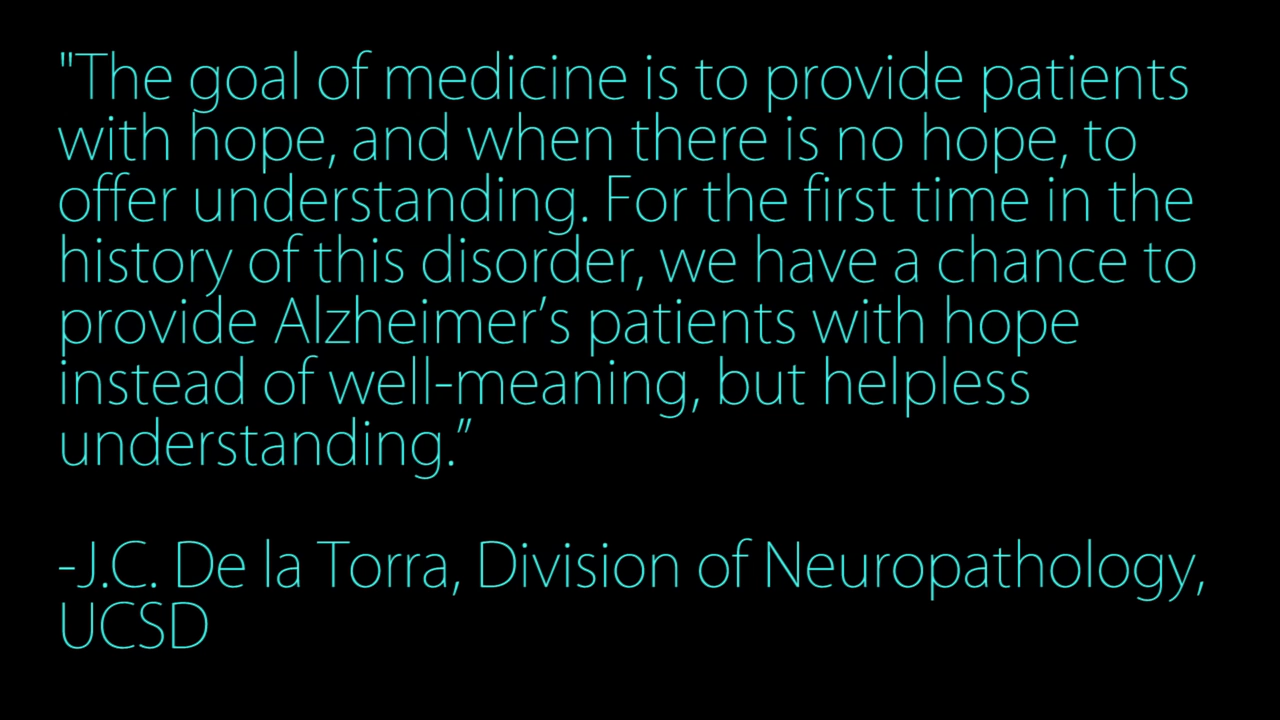 "The goal of medicine is to provide patients
with hope, and when there is no hope, to
offer understanding. For the first time in the
history of this disorder, we have a chance to
provide Alzheimer’s patients with hope
instead of well-meaning, but helpless
understanding.”
-J.C. De la Torra, Division of Neuropathology,
UCSD